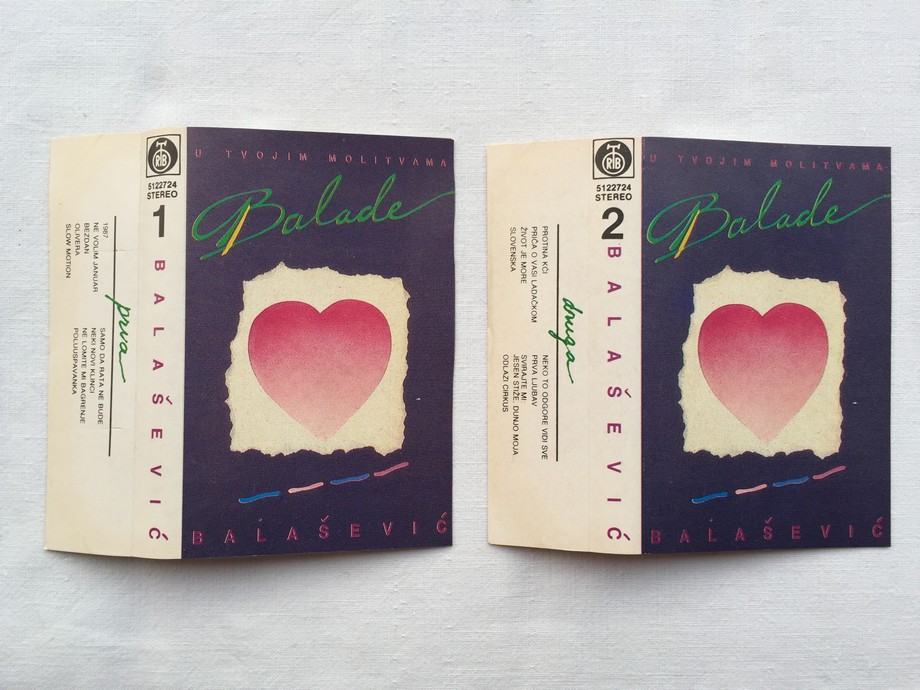 1987
NE VOLIM JANUAR
BEZDAN
OLIVERA
SLOW MOTION
prva
SAMO DA RATA NE BUDE
NEKI NOVI KLINCI
NE LOMITE MI BAGRENJE
POLUUSPAVANKA
RTB
5122724
STEREO
1
BALAŠEVIĆ
U TVOJIM MOLITVAMA
Balade
BALAŠEVIĆ
PROTINA KĆI
PRIČA O VASI LADAČKOM
ŽIVOT JE MORE
SLOVENSKA
druga
NEKO TO ODGORE VIDI SVE
PRVA LJUBAV
SVIRAJTE MI
JESEN STIŽE, DUNJO MOJA
ODLAZI CIRKUS
RTB
5122724
STEREO
2
BALAŠEVIĆ
U TVOJIM MOLITVAMA
Balade
BALAŠEVIĆ